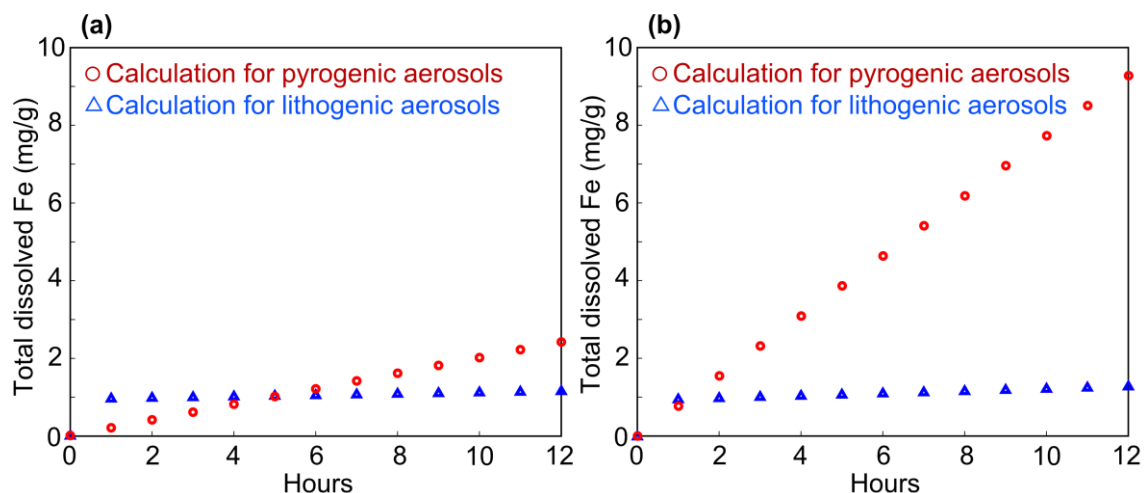 (a)
10
8
6
4
2
0
Total dissolved Fe (mg/g)
Calculation for pyrogenic aerosols
Calculation for lithogenic aerosols
0 2 4 6 8 10 12
Hours
(b)
10
8
6
4
2
0
Total dissolved Fe (mg/g)
Calculation for pyrogenic aerosols
Calculation for lithogenic aerosols
0 2 4 6 8 10 12
Hours